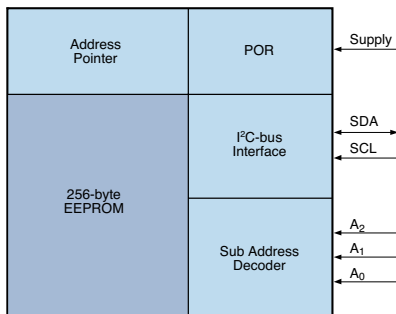 Address
Pointer
POR
Supply
I²C-bus
Interface
SDA
SCL
256-byte
EEPROM
Sub Address
Decoder
A₂
A₁
A₀